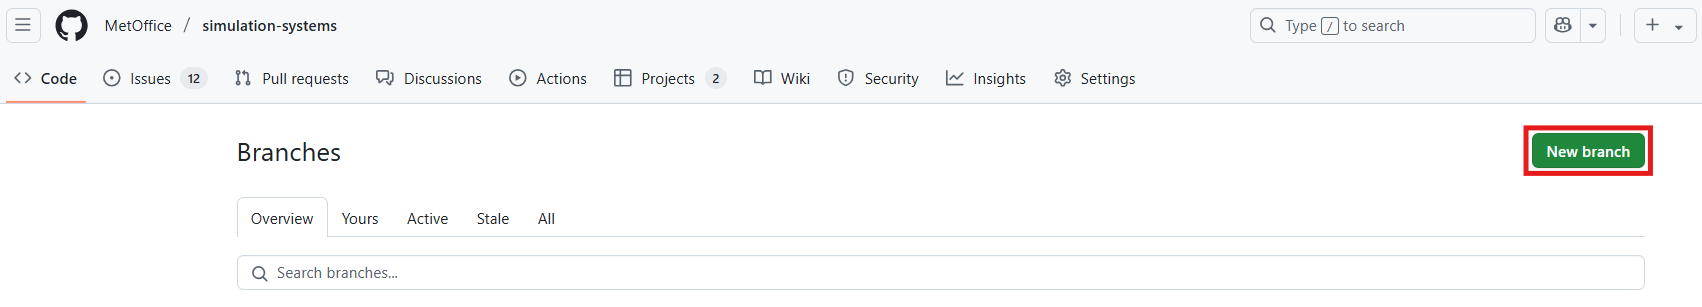 MetOffice / simulation-systems Type / to search
Code Issues 12 Pull requests Discussions Actions Projects 2 Wiki Security Insights Settings
Branches New branch
Overview Yours Active Stale All
Search branches...